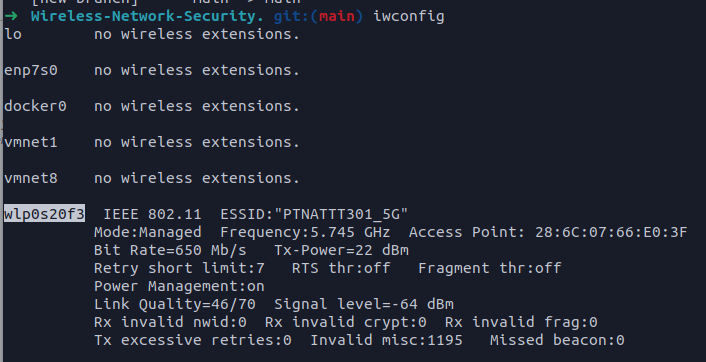 [new branch]      main -> main
➜  Wireless-Network-Security. git:(main) iwconfig
lo        no wireless extensions.
enp7s0    no wireless extensions.
docker0   no wireless extensions.
vmnet1    no wireless extensions.
vmnet8    no wireless extensions.
wlp0s20f3  IEEE 802.11  ESSID:"PTNATTT301_5G"
Mode:Managed  Frequency:5.745 GHz  Access Point: 28:6C:07:66:E0:3F
Bit Rate=650 Mb/s   Tx-Power=22 dBm
Retry short limit:7   RTS thr:off   Fragment thr:off
Power Management:on
Link Quality=46/70  Signal level=-64 dBm
Rx invalid nwid:0  Rx invalid crypt:0  Rx invalid frag:0
Tx excessive retries:0  Invalid misc:1195   Missed beacon:0